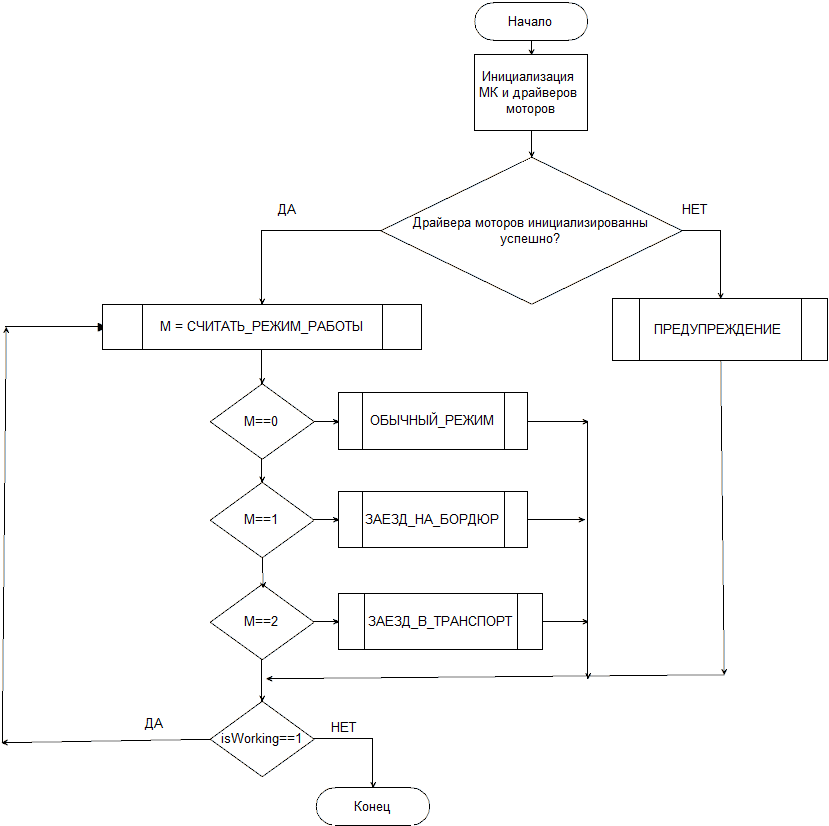 Начало
Инициализация
МК и драйверов
моторов
Драйвера моторов инициализированны
успешно?
ДА
НЕТ
М = СЧИТАТЬ_РЕЖИМ_РАБОТЫ
ПРЕДУПРЕЖДЕНИЕ
М==0
ОБЫЧНЫЙ_РЕЖИМ
М==1
ЗАЕЗД_НА_БОРДЮР
М==2
ЗАЕЗД_В_ТРАНСПОРТ
isWorking==1
ДА
НЕТ
Конец